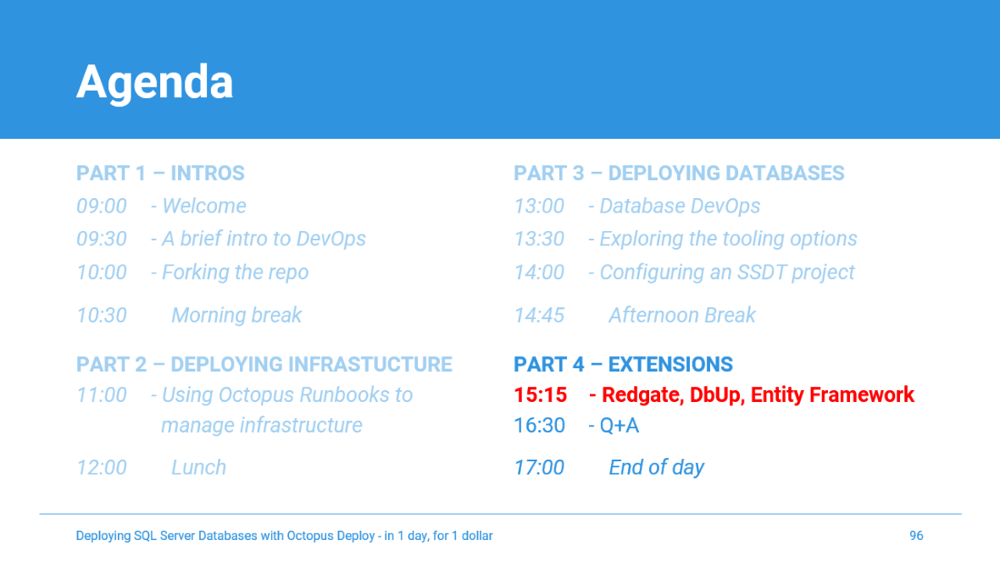 Agenda
PART 1 – INTROS
09:00 - Welcome
09:30 - A brief intro to DevOps
10:00 - Forking the repo
10:30 Morning break
PART 2 – DEPLOYING INFRASTUCTURE
11:00 - Using Octopus Runbooks to
manage infrastructure
12:00 Lunch
PART 3 – DEPLOYING DATABASES
13:00 - Database DevOps
13:30 - Exploring the tooling options
14:00 - Configuring an SSDT project
14:45 Afternoon Break
PART 4 – EXTENSIONS
15:15 - Redgate, DbUp, Entity Framework
16:30 - Q+A
17:00 End of day
Deploying SQL Server Databases with Octopus Deploy - in 1 day, for 1 dollar
96